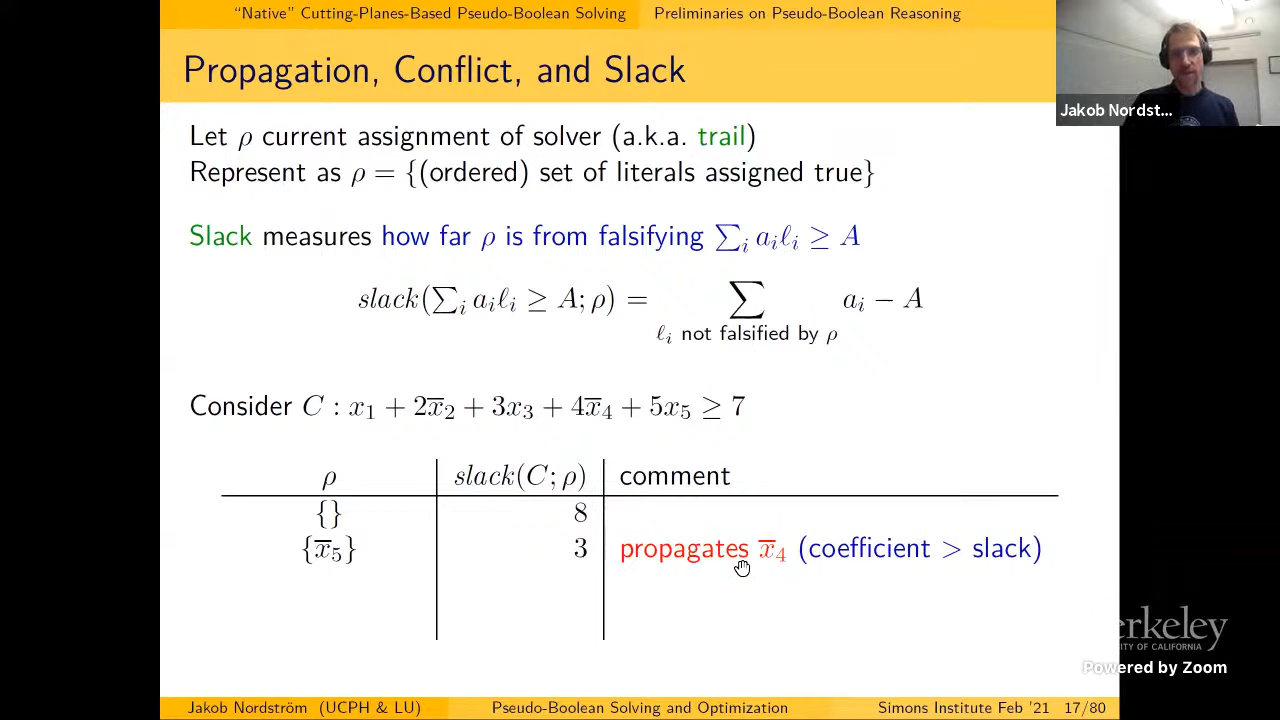 “Native” Cutting-Planes-Based Pseudo-Boolean Solving Preliminaries on Pseudo-Boolean Reasoning
Propagation, Conflict, and Slack
Jakob Nordst...
Let ρ current assignment of solver (a.k.a. trail)
Represent as ρ = {(ordered) set of literals assigned true}
Slack measures how far ρ is from falsifying ∑ᵢ aᵢℓᵢ ≥ A
slack(∑ᵢ aᵢℓᵢ ≥ A; ρ) = ∑ aᵢ − A
ℓᵢ not falsified by ρ
Consider C : x₁ + 2x̅₂ + 3x₃ + 4x̅₄ + 5x₅ ≥ 7
ρ slack(C; ρ) comment
{} 8
{x̅₅} 3 propagates x̅₄ (coefficient > slack)
Powered by Zoom
Jakob Nordström (UCPH & LU) Pseudo-Boolean Solving and Optimization Simons Institute Feb '21 17/80